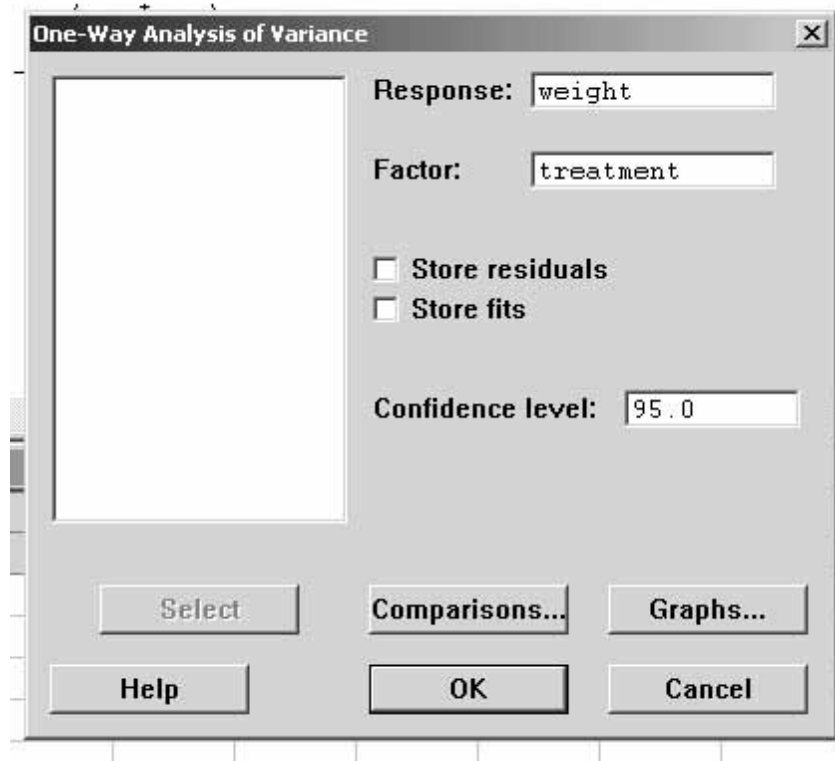 One-Way Analysis of Variance
Response: weight
Factor: treatment
Store residuals
Store fits
Confidence level: 95.0
Select Comparisons... Graphs...
Help OK Cancel